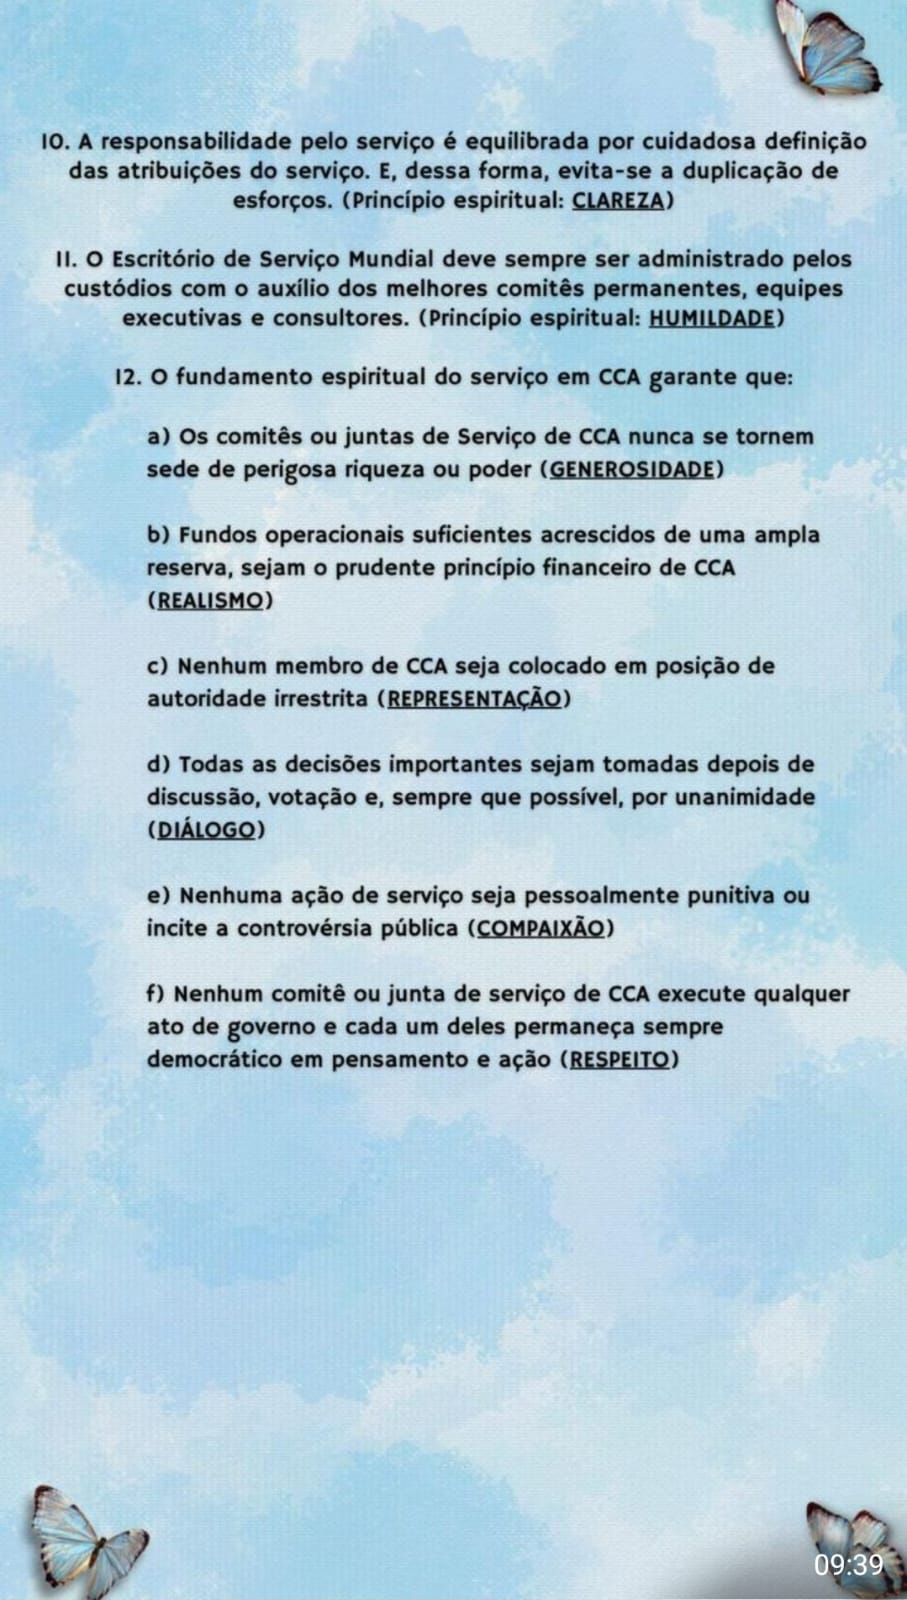 10. A responsabilidade pelo serviço é equilibrada por cuidadosa definição
das atribuições do serviço. E, dessa forma, evita-se a duplicação de
esforços. (Princípio espiritual: CLAREZA)
11. O Escritório de Serviço Mundial deve sempre ser administrado pelos
custódios com o auxílio dos melhores comitês permanentes, equipes
executivas e consultores. (Princípio espiritual: HUMILDADE)
12. O fundamento espiritual do serviço em CCA garante que:
a) Os comitês ou juntas de Serviço de CCA nunca se tornem
sede de perigosa riqueza ou poder (GENEROSIDADE)
b) Fundos operacionais suficientes acrescidos de uma ampla
reserva, sejam o prudente princípio financeiro de CCA
(REALISMO)
c) Nenhum membro de CCA seja colocado em posição de
autoridade irrestrita (REPRESENTAÇÃO)
d) Todas as decisões importantes sejam tomadas depois de
discussão, votação e, sempre que possível, por unanimidade
(DIÁLOGO)
e) Nenhuma ação de serviço seja pessoalmente punitiva ou
incite a controvérsia pública (COMPAIXÃO)
f) Nenhum comitê ou junta de serviço de CCA execute qualquer
ato de governo e cada um deles permaneça sempre
democrático em pensamento e ação (RESPEITO)
09:39